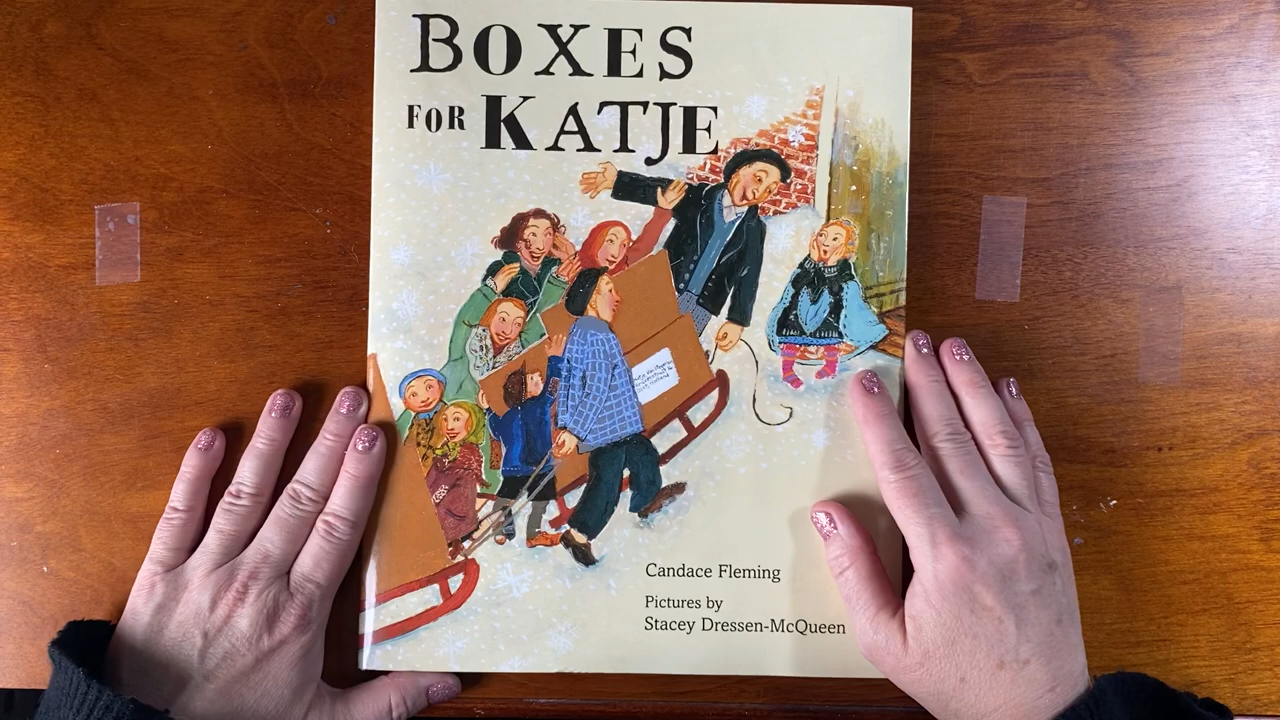 BOXES
FOR KATJE
Candace Fleming
Pictures by
Stacey Dressen-McQueen